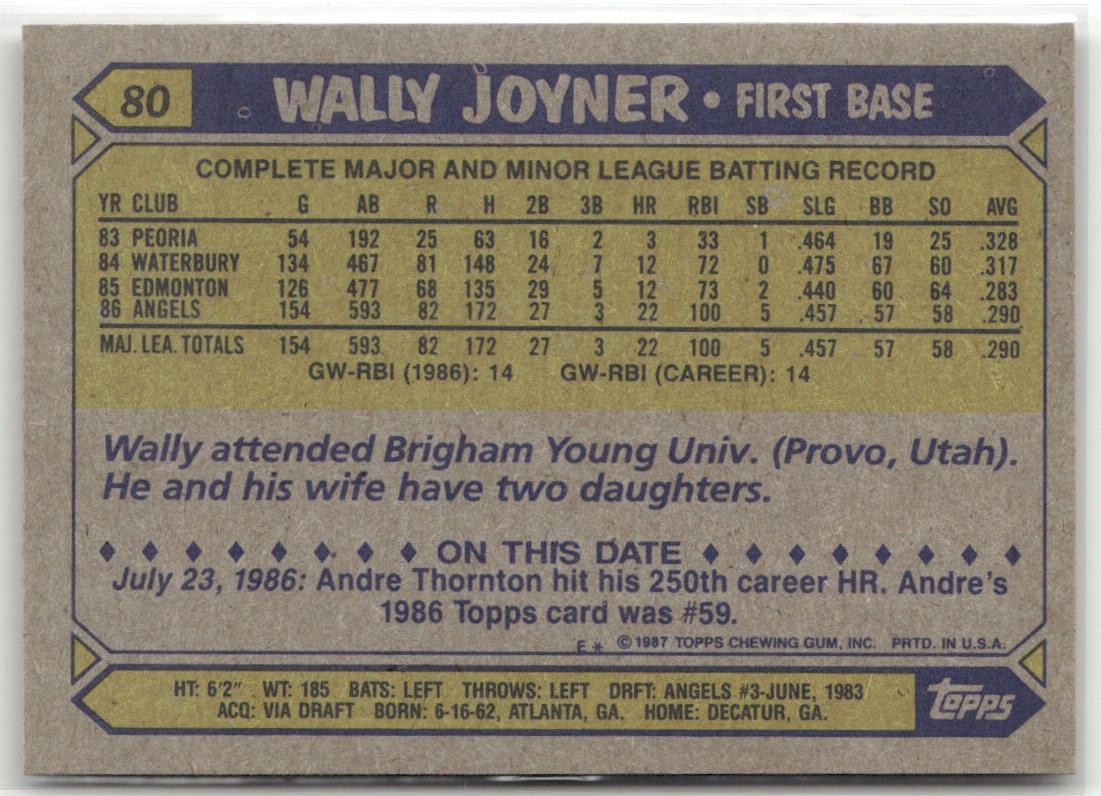 80 WALLY JOYNER • FIRST BASE
COMPLETE MAJOR AND MINOR LEAGUE BATTING RECORD
YR CLUB G AB R H 2B 3B HR RBI SB SLG BB SO AVG
83 PEORIA 54 192 25 63 16 2 3 33 1 .464 19 25 .328
84 WATERBURY 134 467 81 148 24 7 12 72 0 .475 67 60 .317
85 EDMONTON 126 477 68 135 29 5 12 73 2 .440 60 64 .283
86 ANGELS 154 593 82 172 27 3 22 100 5 .457 57 58 .290
MAJ. LEA. TOTALS 154 593 82 172 27 3 22 100 5 .457 57 58 .290
GW-RBI (1986): 14 GW-RBI (CAREER): 14
Wally attended Brigham Young Univ. (Provo, Utah).
He and his wife have two daughters.
♦ ♦ ♦ ♦ ♦ ♦ ♦ ♦ ON THIS DATE ♦ ♦ ♦ ♦ ♦ ♦ ♦ ♦
July 23, 1986: Andre Thornton hit his 250th career HR. Andre's
1986 Topps card was #59.
E * ©1987 TOPPS CHEWING GUM, INC. PRTD. IN U.S.A.
HT: 6'2" WT: 185 BATS: LEFT THROWS: LEFT DRFT: ANGELS #3-JUNE, 1983
ACQ: VIA DRAFT BORN: 6-16-62, ATLANTA, GA. HOME: DECATUR, GA.
topps